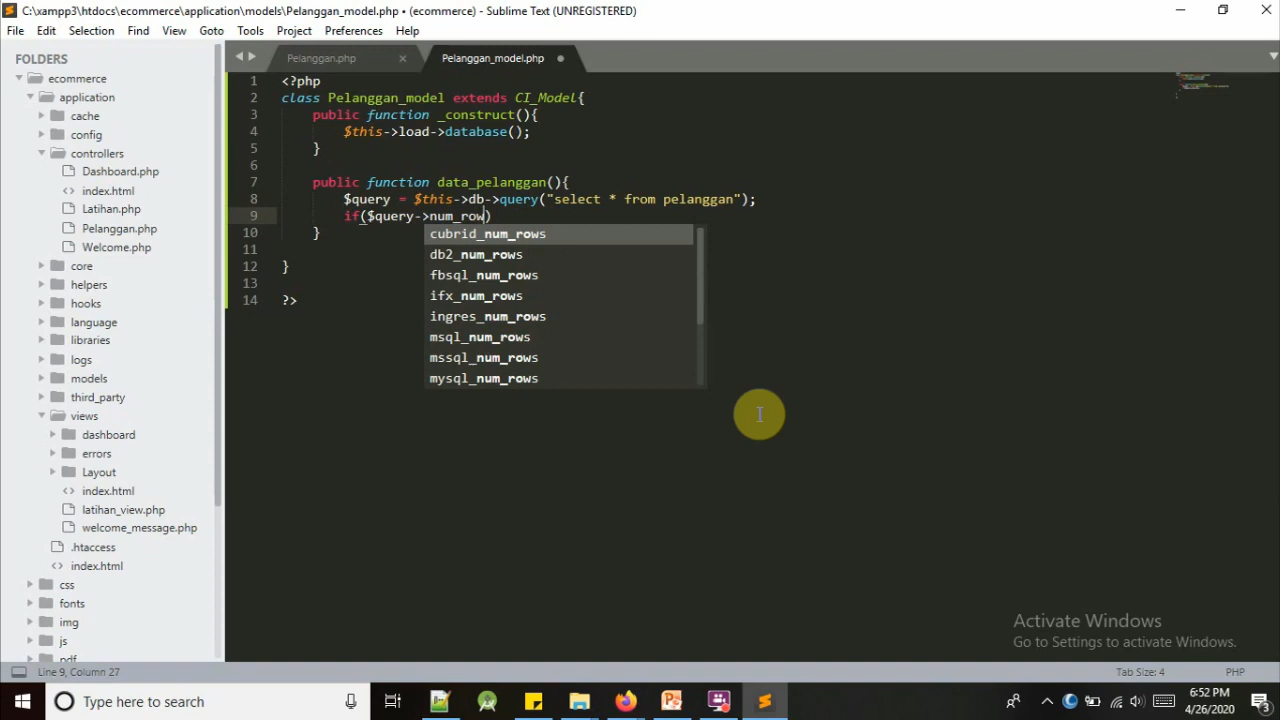 C:\xampp3\htdocs\ecommerce\application\models\Pelanggan_model.php • (ecommerce) - Sublime Text (UNREGISTERED)
File Edit Selection Find View Goto Tools Project Preferences Help
FOLDERS
ecommerce
application
cache
config
controllers
Dashboard.php
index.html
Latihan.php
Pelanggan.php
Welcome.php
core
helpers
hooks
language
libraries
logs
models
third_party
views
dashboard
errors
Layout
index.html
latihan_view.php
welcome_message.php
.htaccess
index.html
css
fonts
img
js
pdf
Pelanggan.php
Pelanggan_model.php
1 <?php
2 class Pelanggan_model extends CI_Model{
3 public function _construct(){
4 $this->load->database();
5 }
6
7 public function data_pelanggan(){
8 $query = $this->db->query("select * from pelanggan");
9 if($query->num_row)
10 }
11
12 }
13
14 ?>
cubrid_num_rows
db2_num_rows
fbsql_num_rows
ifx_num_rows
ingres_num_rows
msql_num_rows
mssql_num_rows
mysql_num_rows
Activate Windows
Go to Settings to activate Windows.
Line 9, Column 27
Tab Size: 4
PHP
Type here to search
6:52 PM
4/26/2020
3